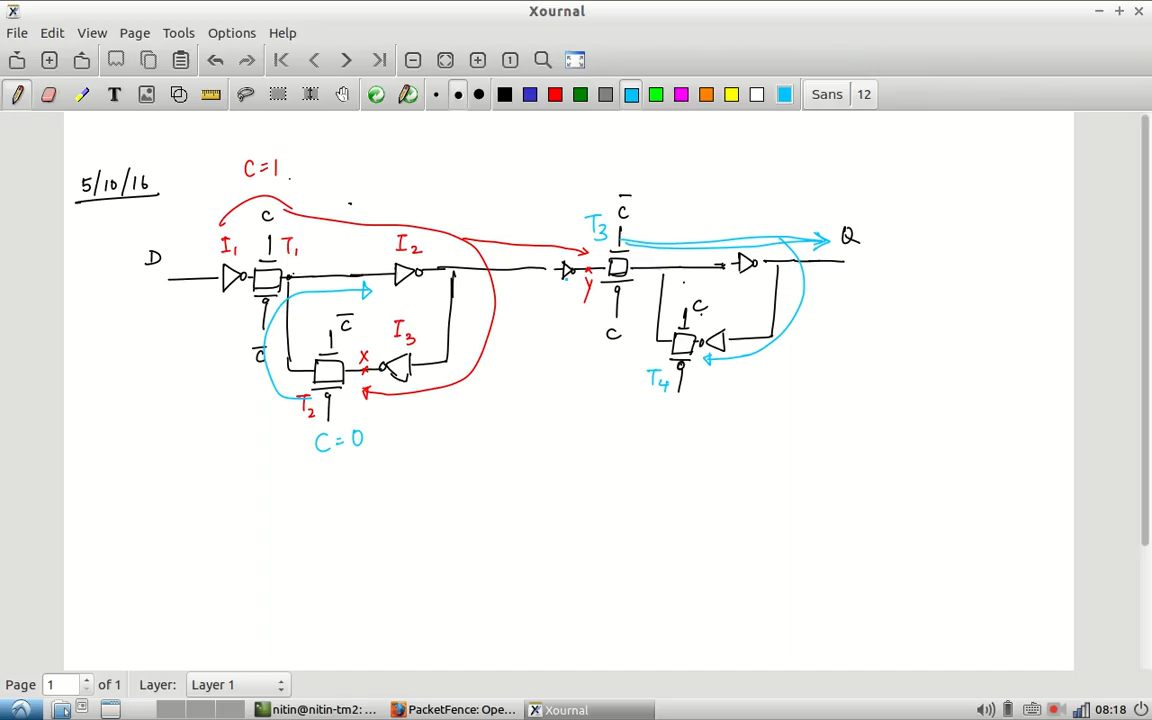 Xournal
File Edit View Page Tools Options Help
Sans 12
5/10/16
C=1
D
I1
C
T1
C̅
I2
C̅
I3
X
T2
C=0
T3
C̅
C
y
Q
C
T4
Page 1 of 1 Layer: Layer 1
nitin@nitin-tm2: ... PacketFence: Ope... Xournal 08:18